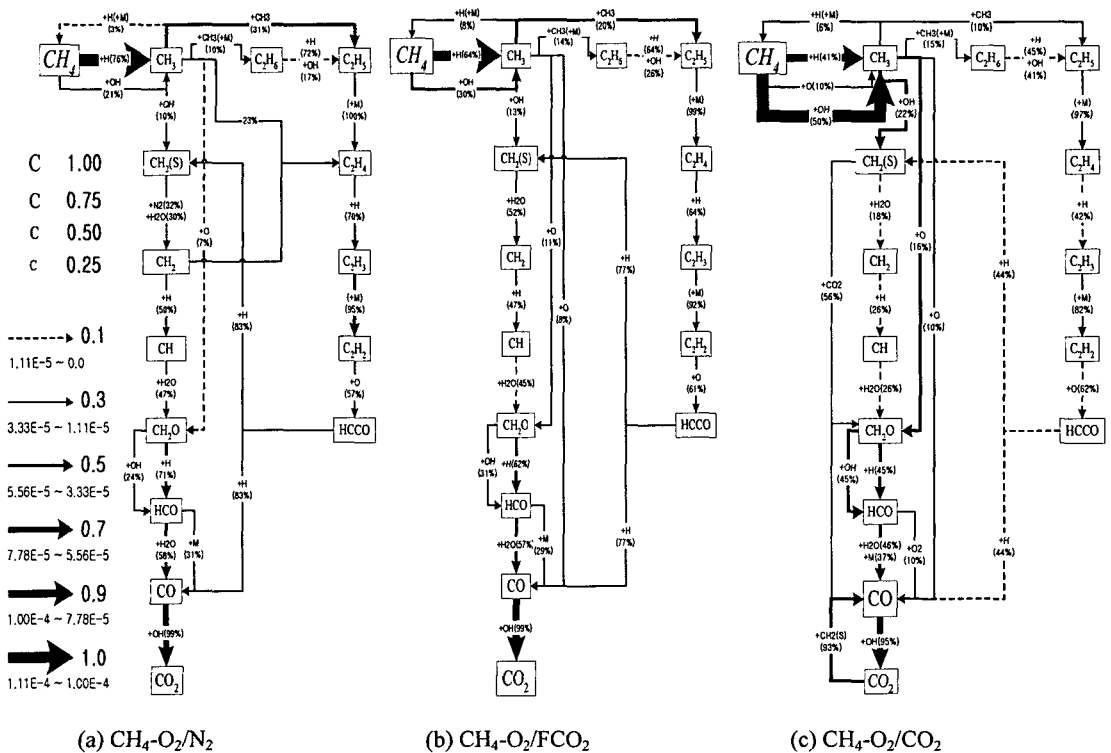 +H(+M)
(3%)
+CH3
(31%)
CH₄
+H(76%)
CH₃
+CH3(+M)
(16%)
C₂H₆
+H
(72%)
+OH
(17%)
C₂H₅
+OH
(21%)
+OH
(10%)
23%
(+M)
(100%)
C 1.00
C 0.75
C 0.50
C 0.25
CH₂(S)
C₂H₄
+N2(32%)
+H2O(30%)
+O
(7%)
+H
(70%)
CH₂
C₂H₃
+H
(50%)
+H
(83%)
(+M)
(95%)
CH
C₂H₂
0.1
1.11E-5 ~ 0.0
+H2O
(47%)
+O
(57%)
0.3
3.33E-5 ~ 1.11E-5
CH₂O
HCCO
+OH
(24%)
+H
(71%)
0.5
5.56E-5 ~ 3.33E-5
+H
(83%)
HCO
0.7
7.78E-5 ~ 5.56E-5
+H2O
(58%)
+M
(31%)
0.9
1.00E-4 ~ 7.78E-5
CO
+OH(99%)
1.0
1.11E-4 ~ 1.00E-4
CO₂
(a) CH₄-O₂/N₂
+H(+M)
(8%)
+CH3
(20%)
CH₄
+H(64%)
CH₃
+CH3(+M)
(14%)
C₂H₆
+H
(64%)
+OH
(26%)
C₂H₅
+OH
(30%)
+OH
(13%)
(+M)
(99%)
CH₂(S)
C₂H₄
+H2O
(52%)
+H
(64%)
+O
(11%)
+H
(77%)
CH₂
C₂H₃
+H
(47%)
+O
(8%)
(+M)
(92%)
CH
C₂H₂
+H2O(45%)
+O
(61%)
CH₂O
HCCO
+OH
(31%)
+H(62%)
HCO
+H2O(57%)
+M
(29%)
+H
(77%)
CO
+OH(99%)
CO₂
(b) CH₄-O₂/FCO₂
+H(+M)
(6%)
+CH3
(10%)
CH₄
+H(41%)
CH₃
+CH3(+M)
(15%)
C₂H₆
+H
(45%)
+OH
(41%)
C₂H₅
+O(10%)
+OH
(50%)
+OH
(22%)
(+M)
(97%)
CH₂(S)
C₂H₄
+H2O
(18%)
+H
(42%)
+O
(16%)
+H
(44%)
CH₂
C₂H₃
+CO2
(56%)
+H
(26%)
+O
(10%)
(+M)
(82%)
CH
C₂H₂
+H2O(26%)
+O(62%)
CH₂O
HCCO
+OH
(45%)
+H(45%)
HCO
+H2O(46%)
+M(37%)
+O2
(10%)
+H
(44%)
CO
+CH2(S)
(93%)
+OH(95%)
CO₂
(c) CH₄-O₂/CO₂